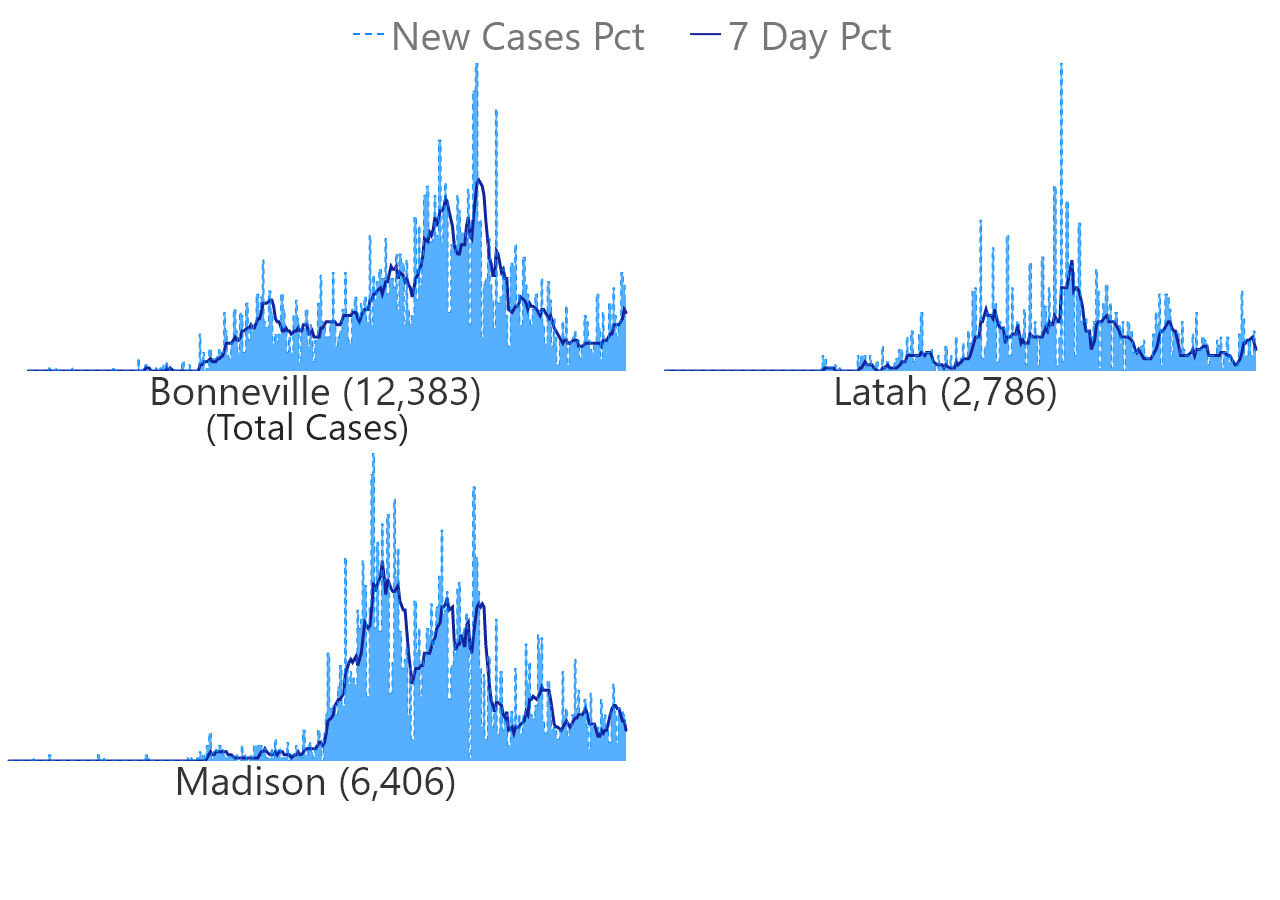 New Cases Pct 7 Day Pct
Bonneville (12,383)
(Total Cases)
Latah (2,786)
Madison (6,406)